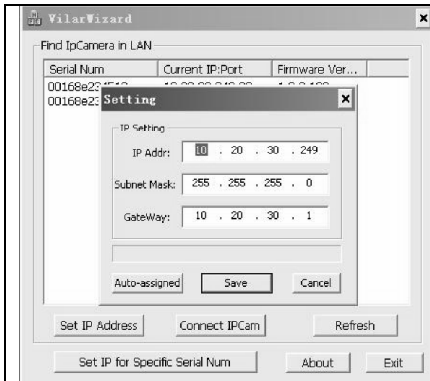 VilarWizard
Find IpCamera in LAN
Serial Num Current IP:Port Firmware Ver...
00168e2
00168e2
Setting
IP Setting
IP Addr: 10 . 20 . 30 . 249
Subnet Mask: 255 . 255 . 255 . 0
GateWay: 10 . 20 . 30 . 1
Auto-assigned Save Cancel
Set IP Address Connect IPCam Refresh
Set IP for Specific Serial Num About Exit